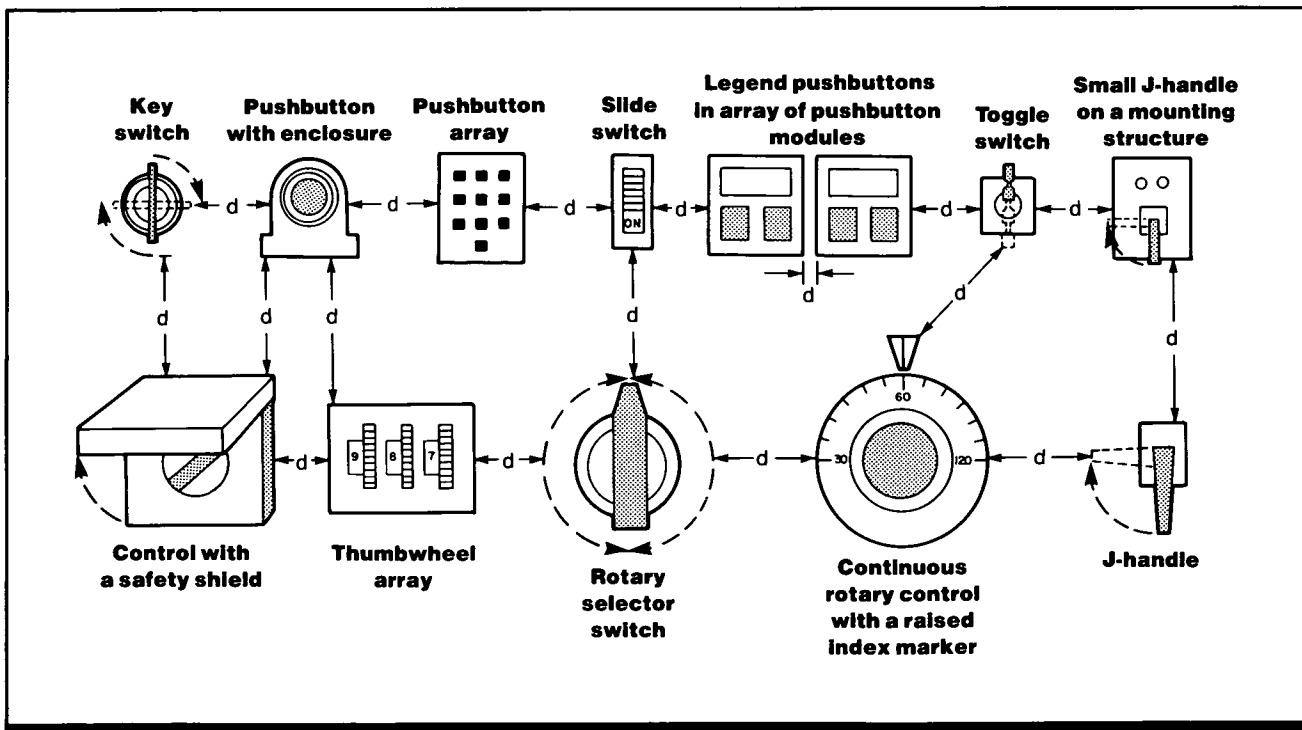 Key
switch
Pushbutton
with enclosure
Pushbutton
array
Slide
switch
Legend pushbuttons
in array of pushbutton
modules
Toggle
switch
Small J-handle
on a mounting
structure
ON
d
d
d
d
d
d
d
d
d
d
d
d
d
60
30
120
9
8
7
d
d
d
d
Control with
a safety shield
Thumbwheel
array
Rotary
selector
switch
Continuous
rotary control
with a raised
index marker
J-handle